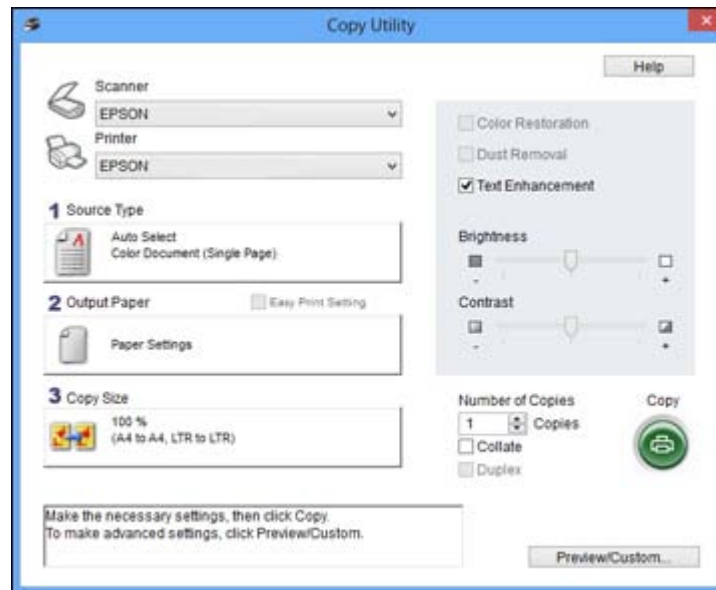 Copy Utility
Help
Scanner
EPSON
Printer
EPSON
1 Source Type
Auto Select
Color Document (Single Page)
2 Output Paper
Easy Print Setting
Paper Settings
3 Copy Size
100 %
(A4 to A4, LTR to LTR)
Make the necessary settings, then click Copy.
To make advanced settings, click Preview/Custom.
Color Restoration
Dust Removal
Text Enhancement
Brightness
- +
Contrast
- +
Number of Copies
1 Copies
Collate
Duplex
Copy
Preview/Custom...